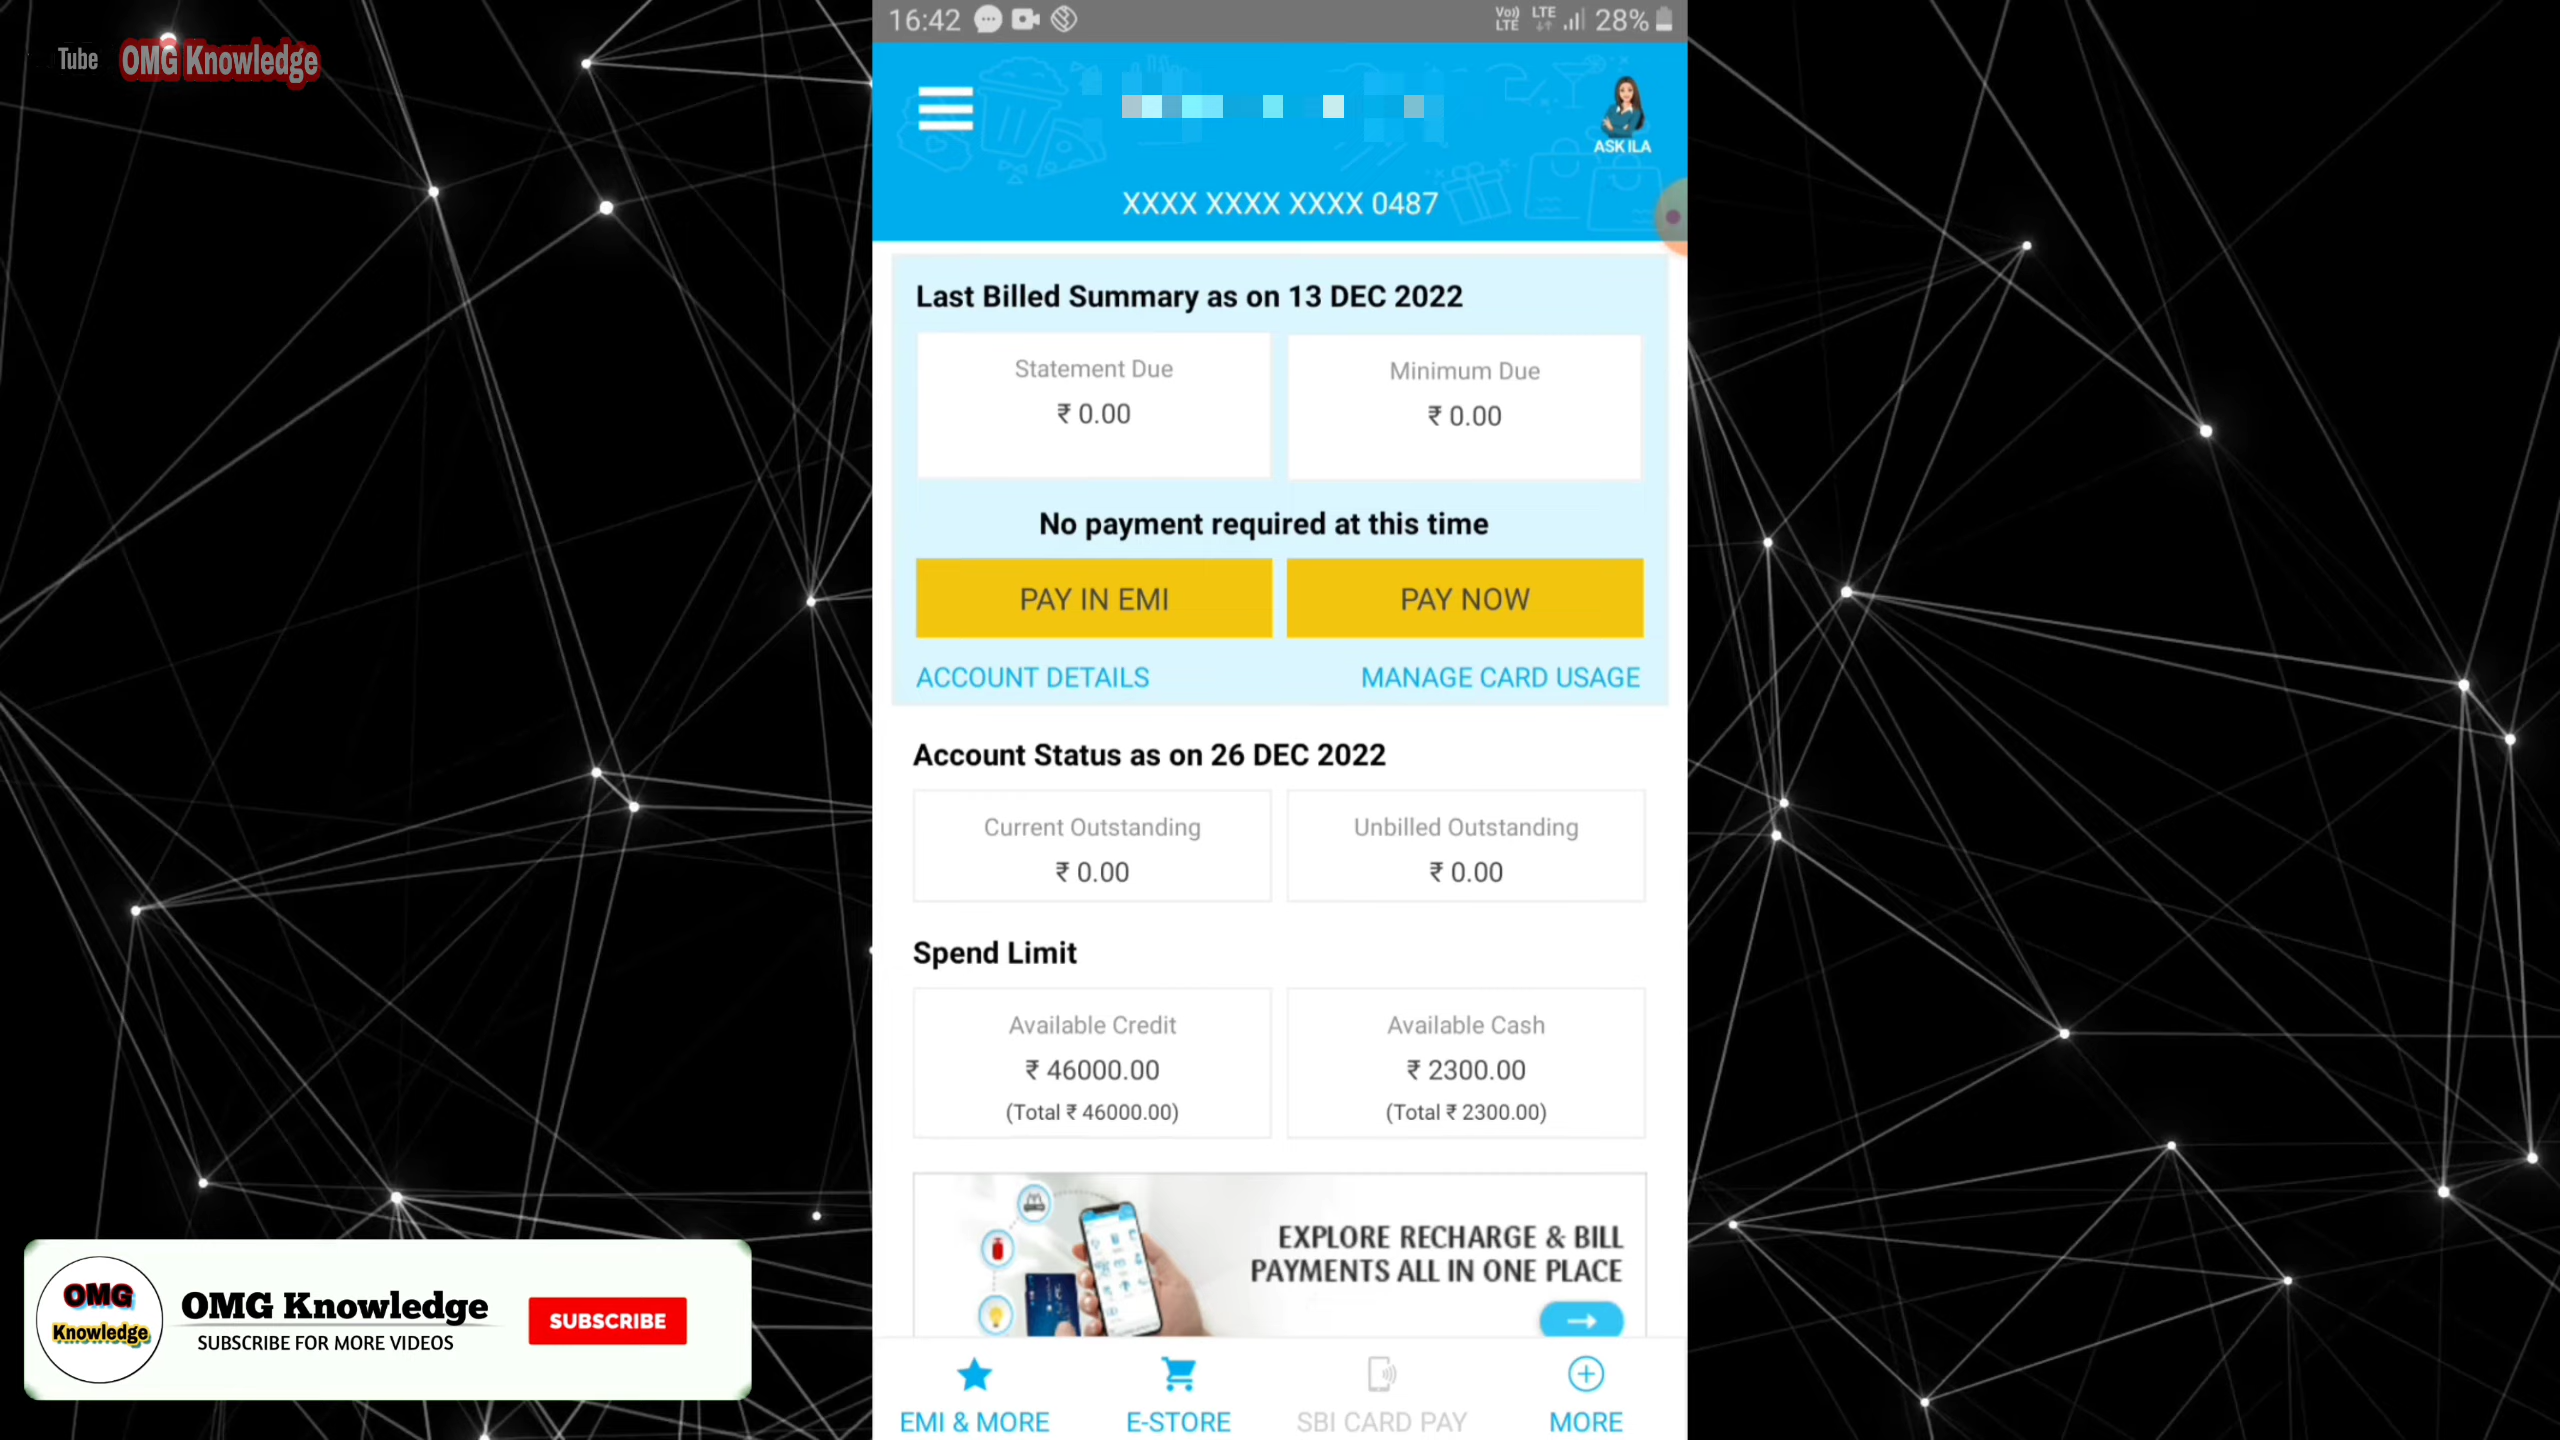 Tube OMG Knowledge
16:42
Vo)) LTE LTE 28%
ASK ILA
XXXX XXXX XXXX 0487
Last Billed Summary as on 13 DEC 2022
Statement Due
₹ 0.00
Minimum Due
₹ 0.00
No payment required at this time
PAY IN EMI
PAY NOW
ACCOUNT DETAILS
MANAGE CARD USAGE
Account Status as on 26 DEC 2022
Current Outstanding
₹ 0.00
Unbilled Outstanding
₹ 0.00
Spend Limit
Available Credit
₹ 46000.00
(Total ₹ 46000.00)
Available Cash
₹ 2300.00
(Total ₹ 2300.00)
EXPLORE RECHARGE & BILL
PAYMENTS ALL IN ONE PLACE
EMI & MORE
E-STORE
SBI CARD PAY
MORE
OMG
Knowledge
OMG Knowledge
SUBSCRIBE FOR MORE VIDEOS
SUBSCRIBE